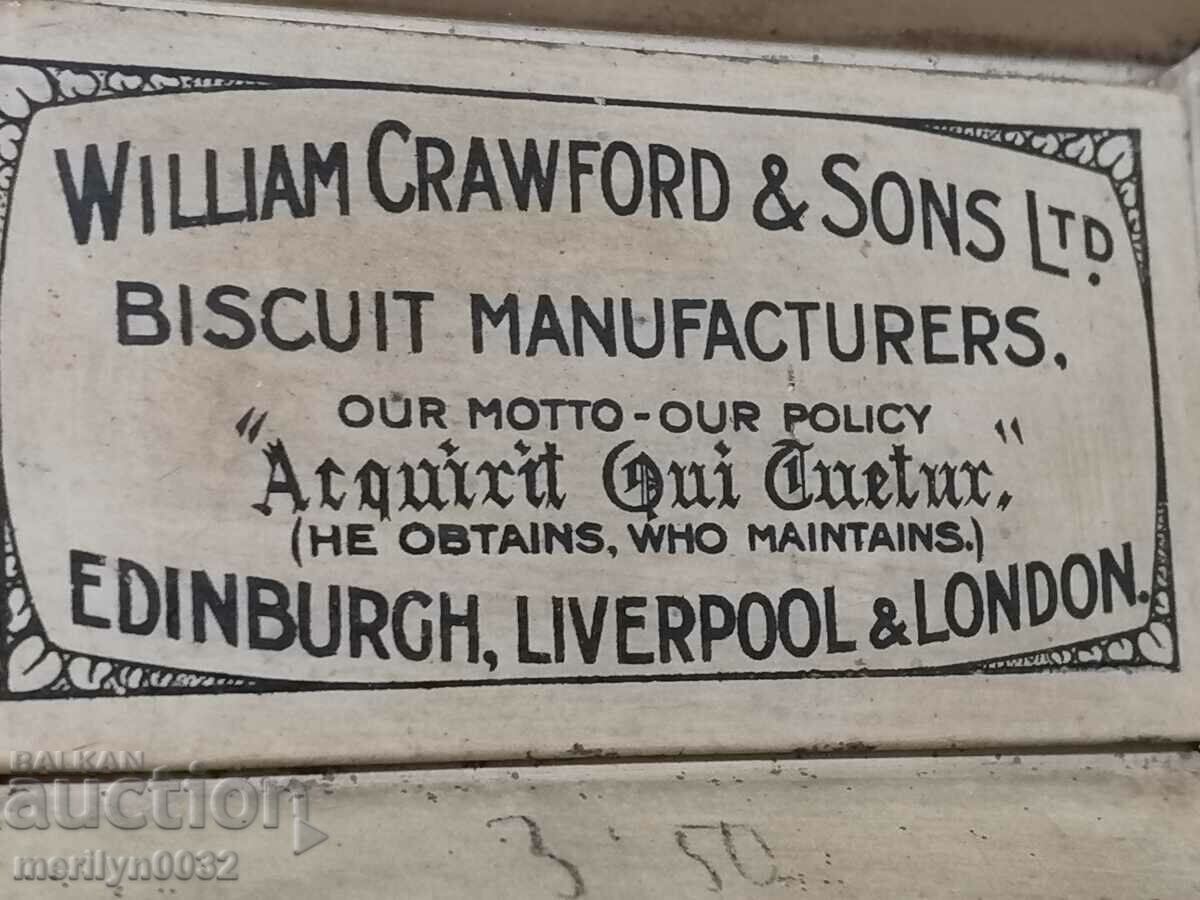 WILLIAM CRAWFORD & SONS LTD.
BISCUIT MANUFACTURERS,
OUR MOTTO - OUR POLICY
"Acquirit Qui Tuetur."
(HE OBTAINS, WHO MAINTAINS.)
EDINBURGH, LIVERPOOL & LONDON.
BALKAN
auction
merilyn0032
3.50